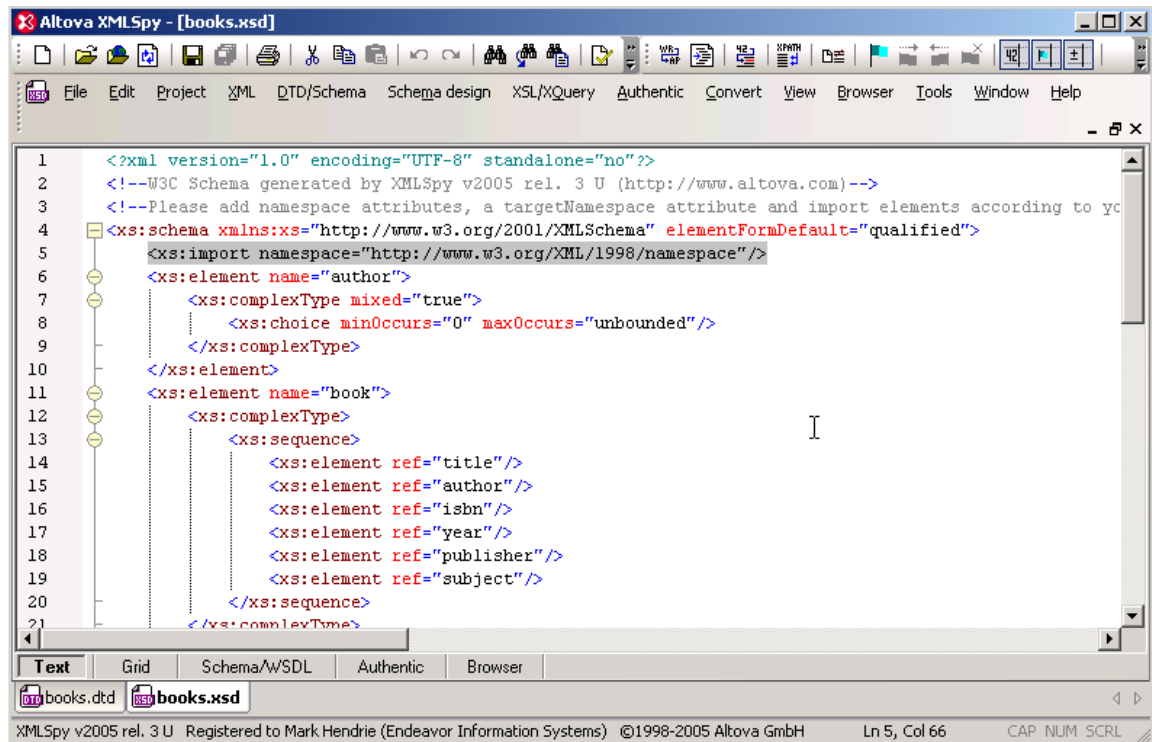 Altova XMLSpy - [books.xsd]
File Edit Project XML DTD/Schema Schema design XSL/XQuery Authentic Convert View Browser Tools Window Help
1 <?xml version="1.0" encoding="UTF-8" standalone="no"?>
2 <!--W3C Schema generated by XMLSpy v2005 rel. 3 U (http://www.altova.com)-->
3 <!--Please add namespace attributes, a targetNamespace attribute and import elements according to yo
4 <xs:schema xmlns:xs="http://www.w3.org/2001/XMLSchema" elementFormDefault="qualified">
5 <xs:import namespace="http://www.w3.org/XML/1998/namespace"/>
6 <xs:element name="author">
7 <xs:complexType mixed="true">
8 <xs:choice minOccurs="0" maxOccurs="unbounded"/>
9 </xs:complexType>
10 </xs:element>
11 <xs:element name="book">
12 <xs:complexType>
13 <xs:sequence>
14 <xs:element ref="title"/>
15 <xs:element ref="author"/>
16 <xs:element ref="isbn"/>
17 <xs:element ref="year"/>
18 <xs:element ref="publisher"/>
19 <xs:element ref="subject"/>
20 </xs:sequence>
21 </xs:complexType>
Text Grid Schema/WSDL Authentic Browser
books.dtd books.xsd
XMLSpy v2005 rel. 3 U Registered to Mark Hendrie (Endeavor Information Systems) ©1998-2005 Altova GmbH Ln 5, Col 66 CAP NUM SCRL